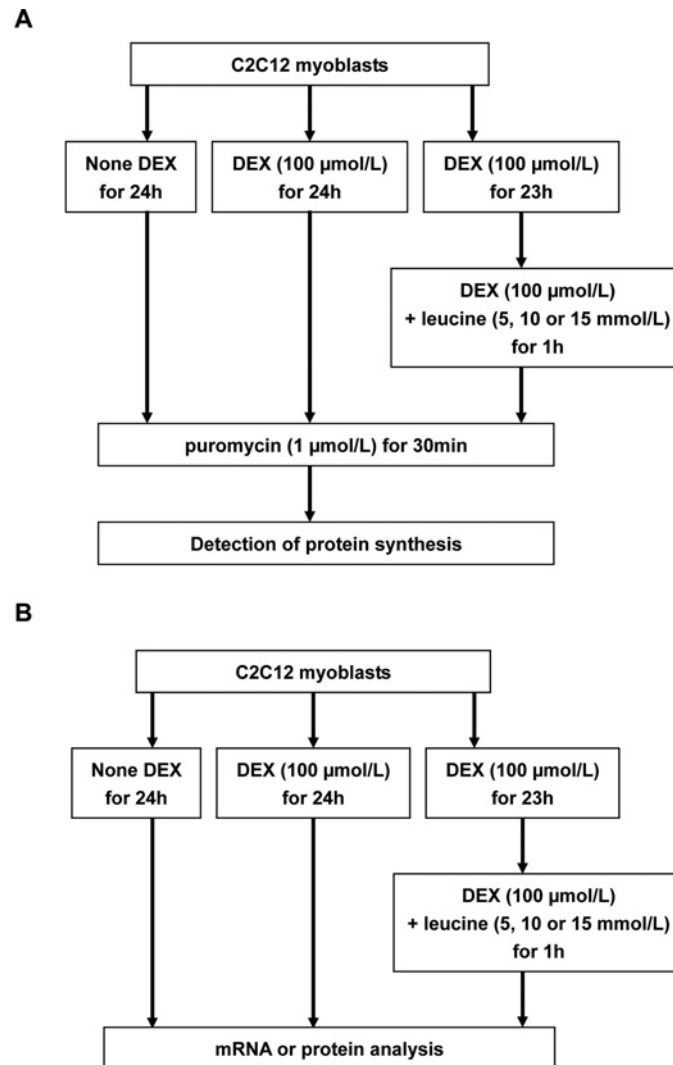 A
C2C12 myoblasts
None DEX
for 24h
DEX (100 µmol/L)
for 24h
DEX (100 µmol/L)
for 23h
DEX (100 µmol/L)
+ leucine (5, 10 or 15 mmol/L)
for 1h
puromycin (1 µmol/L) for 30min
Detection of protein synthesis
B
C2C12 myoblasts
None DEX
for 24h
DEX (100 µmol/L)
for 24h
DEX (100 µmol/L)
for 23h
DEX (100 µmol/L)
+ leucine (5, 10 or 15 mmol/L)
for 1h
mRNA or protein analysis